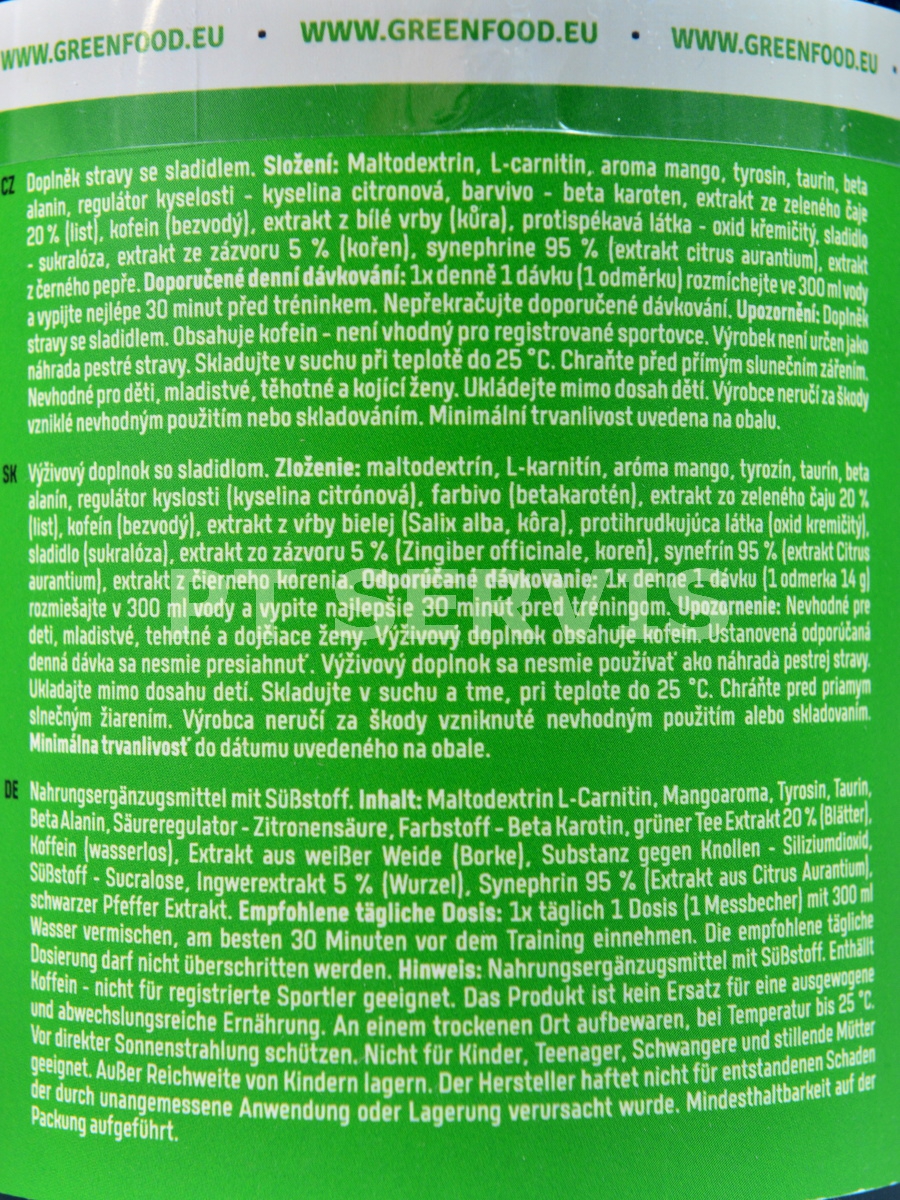 WWW.GREENFOOD.EU • WWW.GREENFOOD.EU • WWW.GREENFOOD.EU •
CZ Doplněk stravy se sladidlem. Složení: Maltodextrin, L-carnitin, aroma mango, tyrosin, taurin, beta
alanin, regulátor kyselosti - kyselina citronová, barvivo - beta karoten, extrakt ze zeleného čaje
20 % (list), kofein (bezvodý), extrakt z bílé vrby (kůra), protispékavá látka - oxid křemičitý, sladidlo
- sukralóza, extrakt ze zázvoru 5 % (kořen), synephrine 95 % (extrakt citrus aurantium), extrakt
z černého pepře. Doporučené denní dávkování: 1x denně 1 dávku (1 odměrku) rozmíchejte ve 300 ml vody
a vypijte nejlépe 30 minut před tréninkem. Nepřekračujte doporučené dávkování. Upozornění: Doplněk
stravy se sladidlem. Obsahuje kofein - není vhodný pro registrované sportovce. Výrobek není určen jako
náhrada pestré stravy. Skladujte v suchu při teplotě do 25 °C. Chraňte před přímým slunečním zářením.
Nevhodné pro děti, mladistvé, těhotné a kojící ženy. Ukládejte mimo dosah dětí. Výrobce neručí za škody
vzniklé nevhodným použitím nebo skladováním. Minimální trvanlivost uvedena na obalu.
SK Výživový doplnok so sladidlom. Zloženie: maltodextrín, L-karnitín, aróma mango, tyrozín, taurín, beta
alanín, regulátor kyslosti (kyselina citrónová), farbivo (betakarotén), extrakt zo zeleného čaju 20 %
(list), kofeín (bezvodý), extrakt z vŕby bielej (Salix alba, kôra), protihrudkujúca látka (oxid kremičitý),
sladidlo (sukralóza), extrakt zo zázvoru 5 % (Zingiber officinale, koreň), synefrín 95 % (extrakt Citrus
aurantium), extrakt z čierneho korenia. Odporúčané dávkovanie: 1x denne 1 dávku (1 odmerka 14 g)
rozmiešajte v 300 ml vody a vypite najlepšie 30 minút pred tréningom. Upozornenie: Nevhodné pre
PT SERVIS
deti, mladistvé, tehotné a dojčiace ženy. Výživový doplnok obsahuje kofein. Ustanovená odporúčaná
denná dávka sa nesmie presiahnuť. Výživový doplnok sa nesmie používať ako náhrada pestrej stravy.
Ukladajte mimo dosahu detí. Skladujte v suchu a tme, pri teplote do 25 °C. Chráňte pred priamym
slnečným žiarením. Výrobca neručí za škody vzniknuté nevhodným použitím alebo skladovaním.
Minimálna trvanlivosť do dátumu uvedeného na obale.
DE Nahrungsergänzugsmittel mit Süßstoff. Inhalt: Maltodextrin L-Carnitin, Mangoaroma, Tyrosin, Taurin,
Beta Alanin, Säureregulator - Zitronensäure, Farbstoff - Beta Karotin, grüner Tee Extrakt 20 % (Blätter),
Koffein (wasserlos), Extrakt aus weißer Weide (Borke), Substanz gegen Knollen - Siliziumdioxid,
Süßstoff - Sucralose, Ingwerextrakt 5 % (Wurzel), Synephrin 95 % (Extrakt aus Citrus Aurantium),
schwarzer Pfeffer Extrakt. Empfohlene tägliche Dosis: 1x täglich 1 Dosis (1 Messbecher) mit 300 ml
Wasser vermischen, am besten 30 Minuten vor dem Training einnehmen. Die empfohlene tägliche
Dosierung darf nicht überschritten werden. Hinweis: Nahrungsergänzugsmittel mit Süßstoff. Enthällt
Koffein - nicht für registrierte Sportler geeignet. Das Produkt ist kein Ersatz für eine ausgewogene
und abwechslungsreiche Ernährung. An einem trockenen Ort aufbewaren, bei Temperatur bis 25 °C.
Vor direkter Sonnenstrahlung schützen. Nicht für Kinder, Teenager, Schwangere und stillende Mütter
geeignet. Außer Reichweite von Kindern lagern. Der Hersteller haftet nicht für entstandenen Schaden
der durch unangemessene Anwendung oder Lagerung verursacht wurde. Mindesthaltbarkeit auf der
Packung aufgeführt.